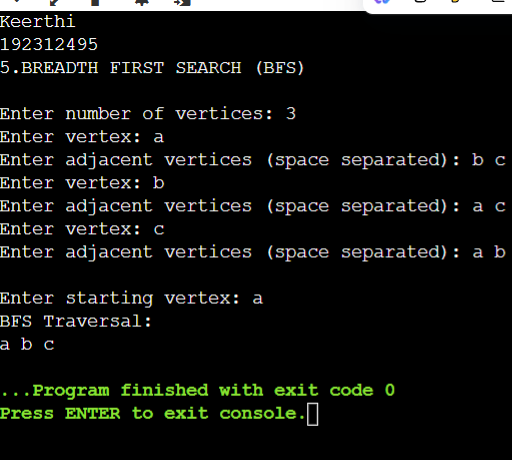 Keerthi
192312495
5.BREADTH FIRST SEARCH (BFS)
Enter number of vertices: 3
Enter vertex: a
Enter adjacent vertices (space separated): b c
Enter vertex: b
Enter adjacent vertices (space separated): a c
Enter vertex: c
Enter adjacent vertices (space separated): a b
Enter starting vertex: a
BFS Traversal:
a b c
...Program finished with exit code 0
Press ENTER to exit console.